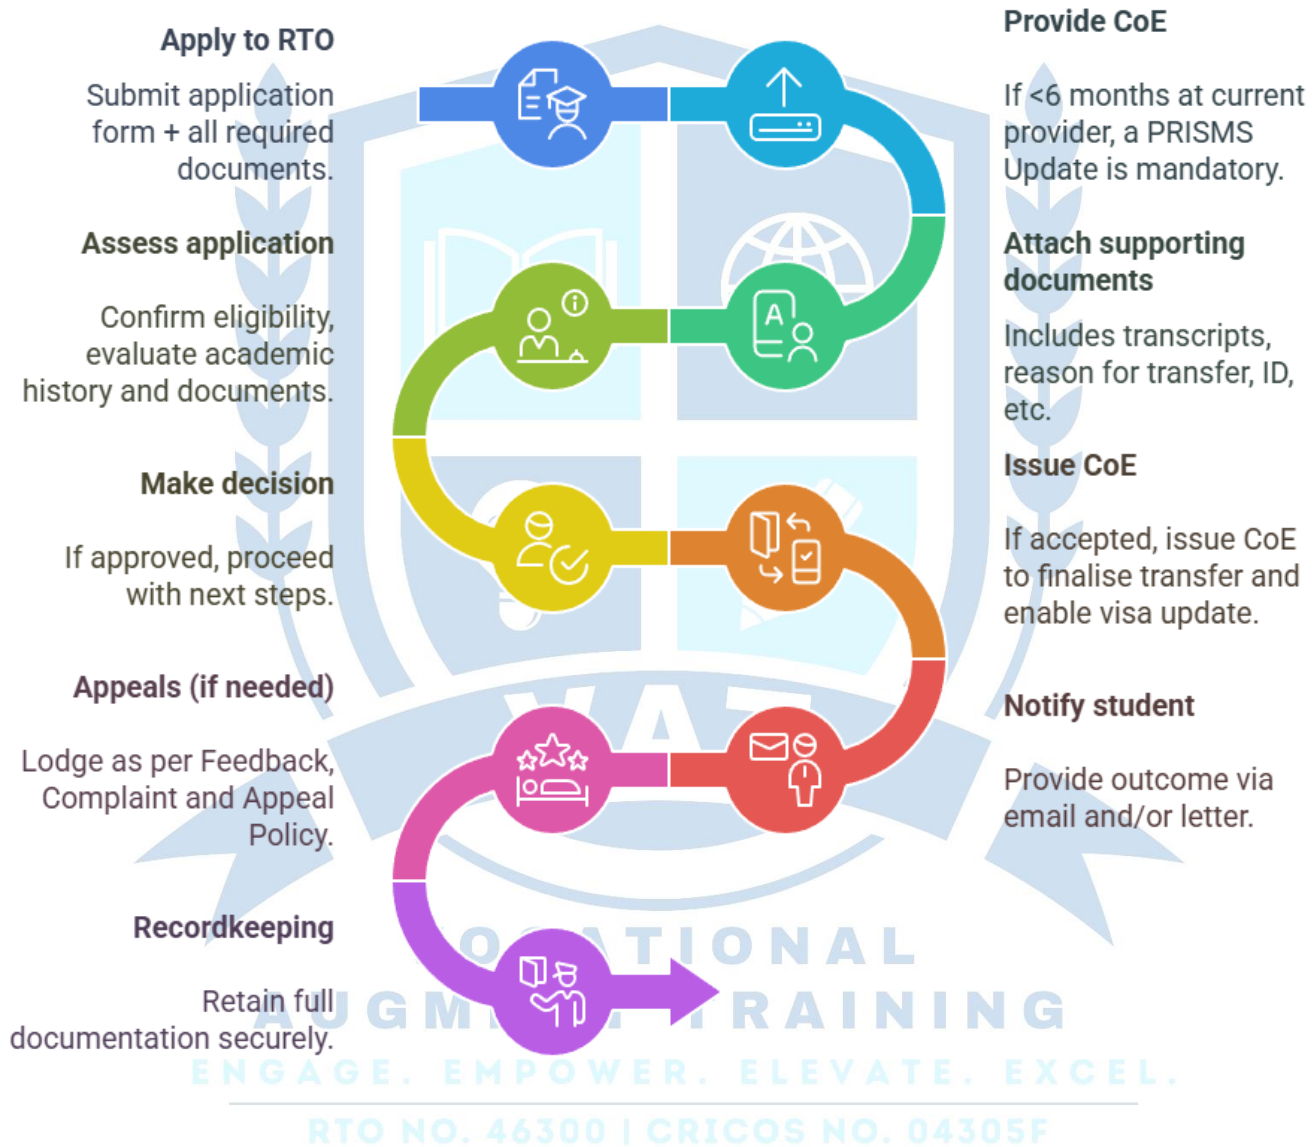 Apply to RTO
Submit application
form + all required
documents.
Provide CoE
If <6 months at current
provider, a PRISMS
Update is mandatory.
Attach supporting
documents
Includes transcripts,
reason for transfer, ID,
etc.
A
Assess application
Confirm eligibility,
evaluate academic
history and documents.
Make decision
If approved, proceed
with next steps.
Issue CoE
If accepted, issue CoE
to finalise transfer and
enable visa update.
Notify student
Provide outcome via
email and/or letter.
Appeals (if needed)
Lodge as per Feedback,
Complaint and Appeal
Policy.
Recordkeeping
Retain full
documentation securely.
VAT
ENGAGE. EMPOWER. ELEVATE. EXCEL.
RTO NO. 46300 | CRICOS NO. 04305F